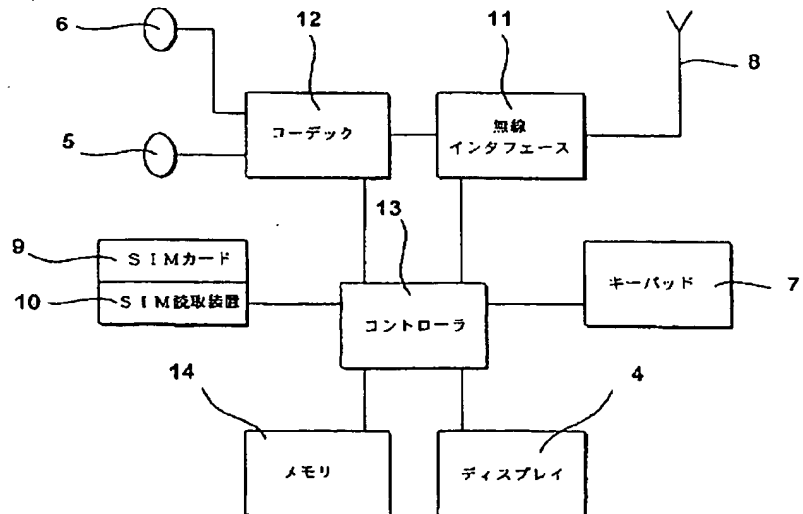 6
12
11
8
コーデック
無線
インタフェース
5
13
9
SIMカード
10
SIM読取装置
コントローラ
キーパッド
7
14
4
メモリ
ディスプレイ